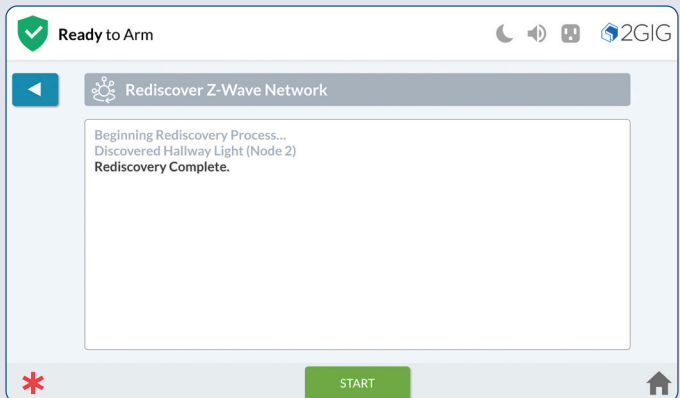 Ready to Arm
2GIG
Rediscover Z-Wave Network
Beginning Rediscovery Process...
Discovered Hallway Light (Node 2)
Rediscovery Complete.
START